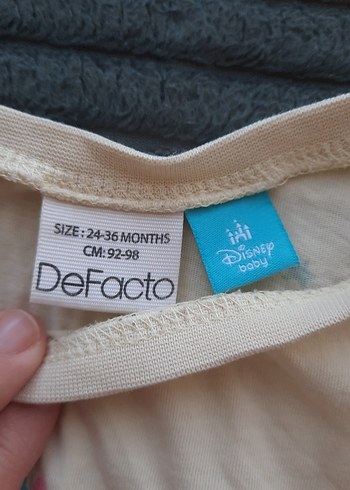 SIZE : 24-36 MONTHS
CM: 92-98
DeFacto
DISNEY
baby